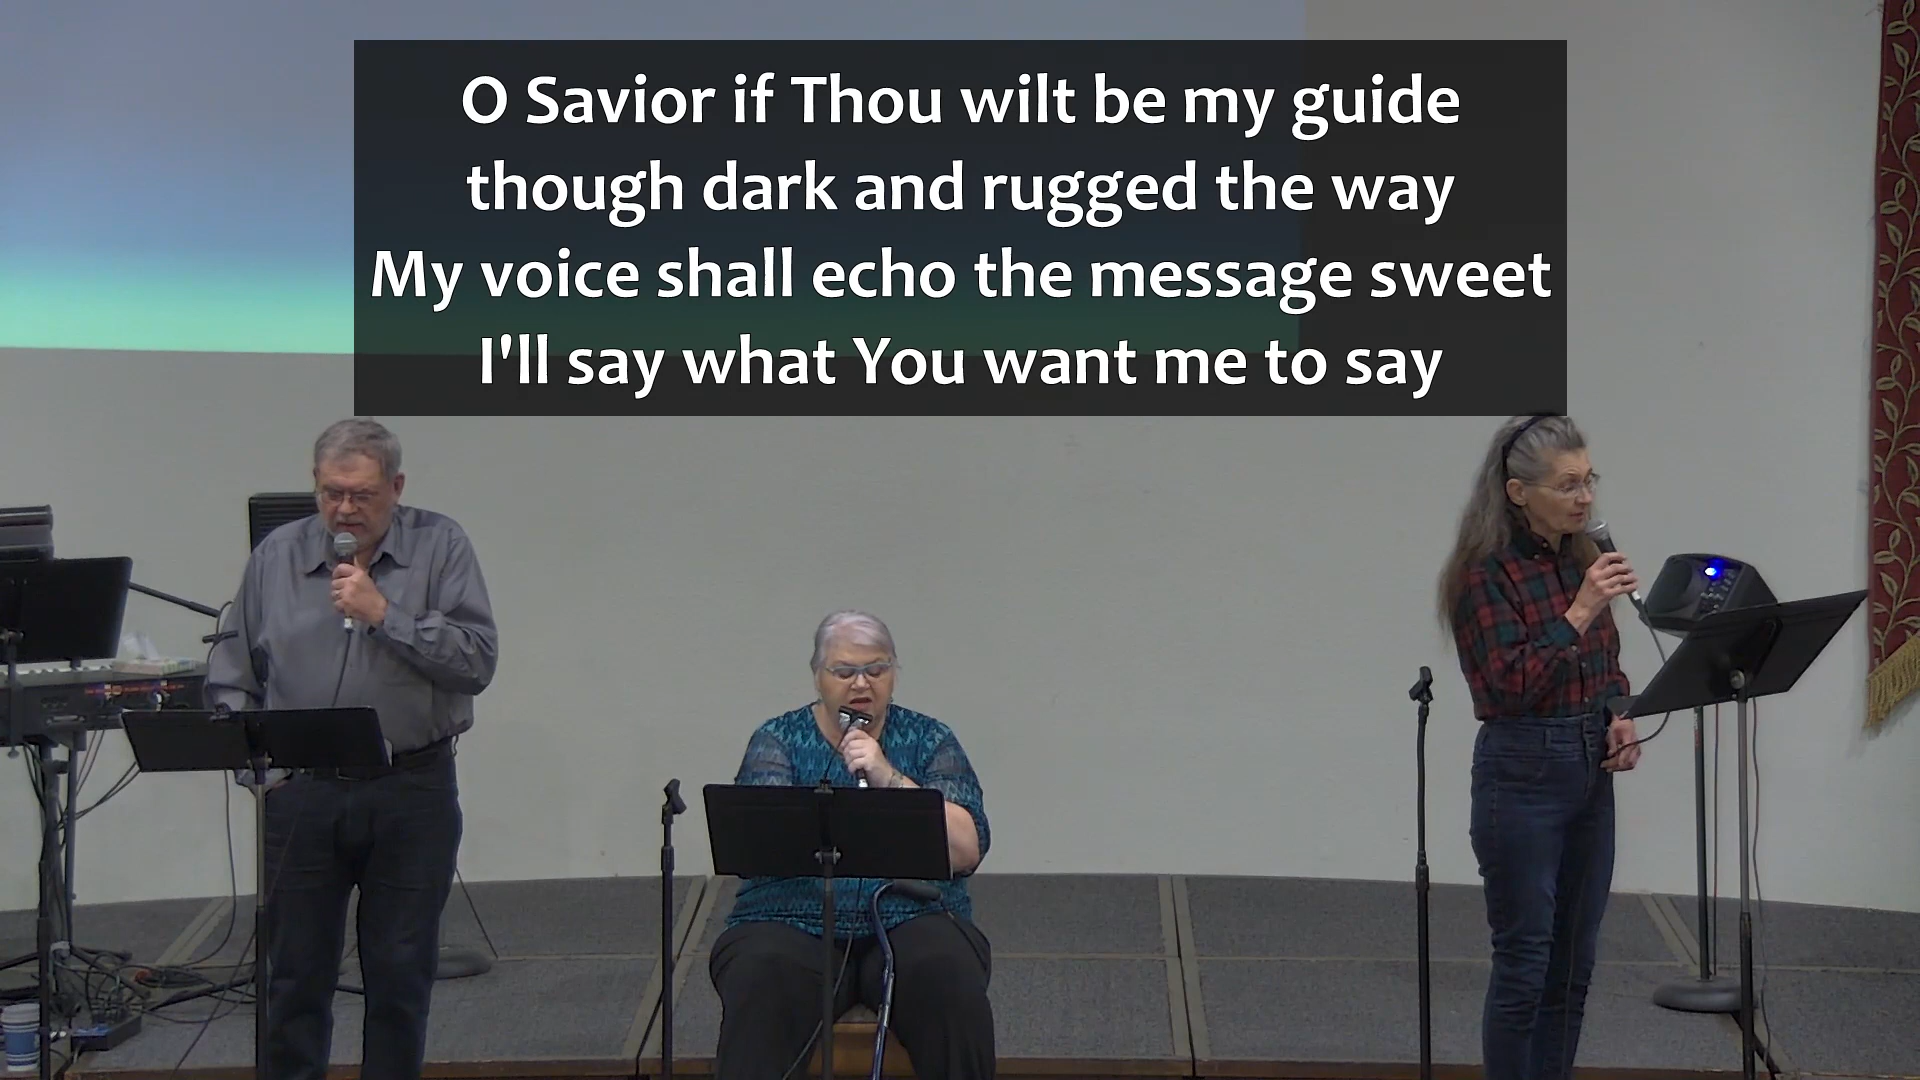 O Savior if Thou wilt be my guide
though dark and rugged the way
My voice shall echo the message sweet
I'll say what You want me to say